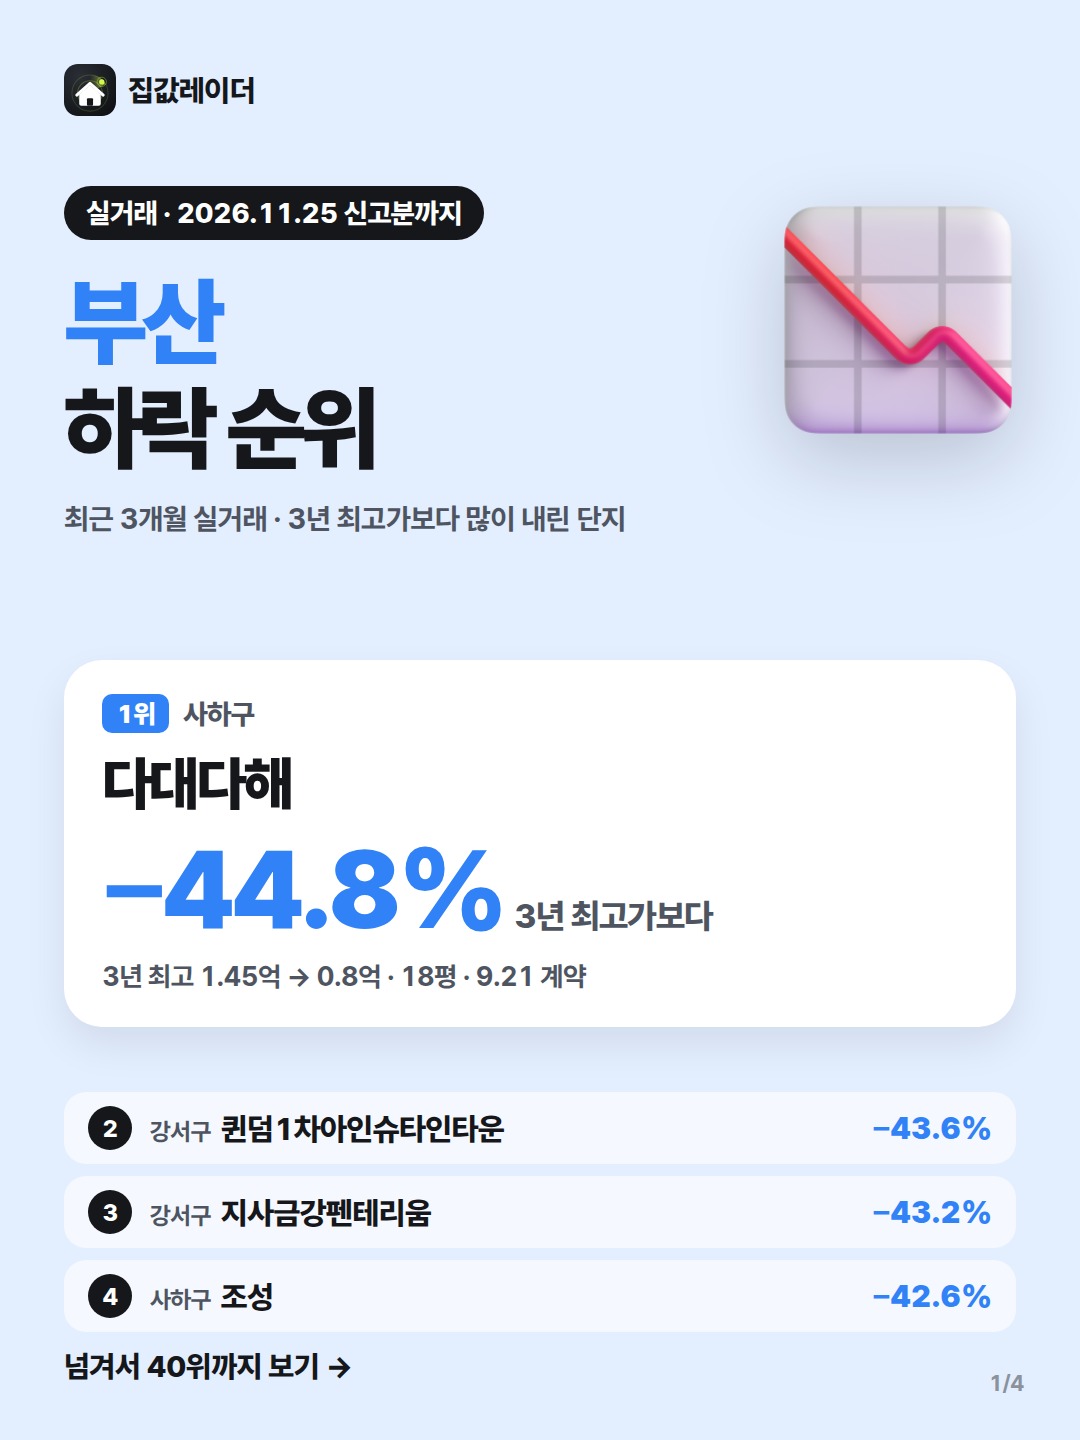 집값레이더
실거래 · 2026.11.25 신고분까지
부산
하락 순위
최근 3개월 실거래 · 3년 최고가보다 많이 내린 단지
1위 사하구
다대다해
−44.8% 3년 최고가보다
3년 최고 1.45억 → 0.8억 · 18평 · 9.21 계약
2 강서구 퀸덤1차아인슈타인타운 −43.6%
3 강서구 지사금강펜테리움 −43.2%
4 사하구 조성 −42.6%
넘겨서 40위까지 보기 →
1/4